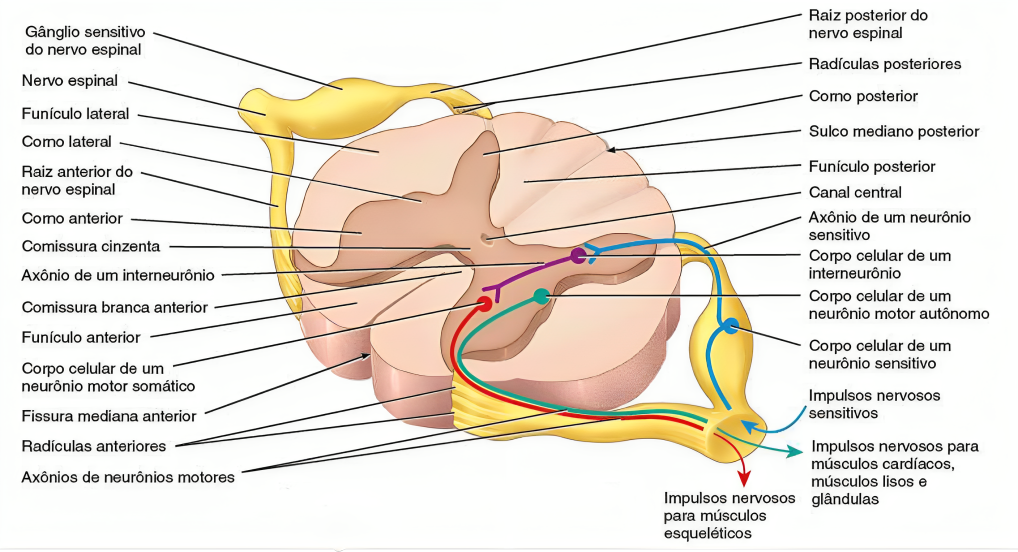 Gânglio sensitivo
do nervo espinal
Nervo espinal
Funículo lateral
Corno lateral
Raiz anterior do
nervo espinal
Corno anterior
Comissura cinzenta
Axônio de um interneurônio
Comissura branca anterior
Funículo anterior
Corpo celular de um
neurônio motor somático
Fissura mediana anterior
Radículas anteriores
Axônios de neurônios motores
Raiz posterior do
nervo espinal
Radículas posteriores
Corno posterior
Sulco mediano posterior
Funículo posterior
Canal central
Axônio de um neurônio
sensitivo
Corpo celular de um
interneurônio
Corpo celular de um
neurônio motor autônomo
Corpo celular de um
neurônio sensitivo
Impulsos nervosos
sensitivos
Impulsos nervosos para
músculos cardíacos,
músculos lisos e
glândulas
Impulsos nervosos
para músculos
esqueléticos